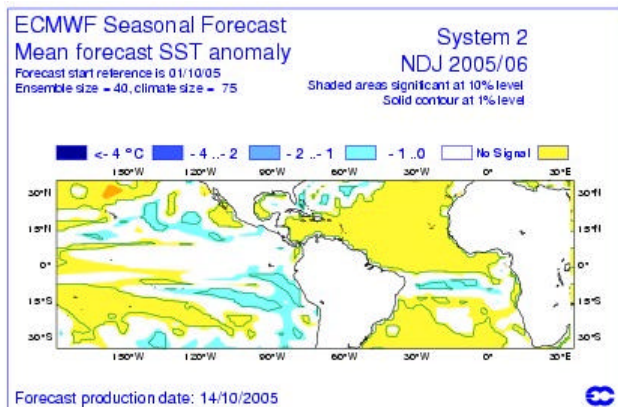 ECMWF Seasonal Forecast
Mean forecast SST anomaly
Forecast start reference is 01/10/05
Ensemble size = 40, climate size = 75
System 2
NDJ 2005/06
Shaded areas significant at 10% level
Solid contour at 1% level
<-4 °C -4..-2 -2..-1 -1..0 No Signal
150°W 120°W 90°W 60°W 30°W 0°E 30°E
30°N 30°N
15°N 15°N
0° 0°
15°S 15°S
30°S 30°S
150°W 120°W 90°W 60°W 30°W 0°E 30°E
Forecast production date: 14/10/2005